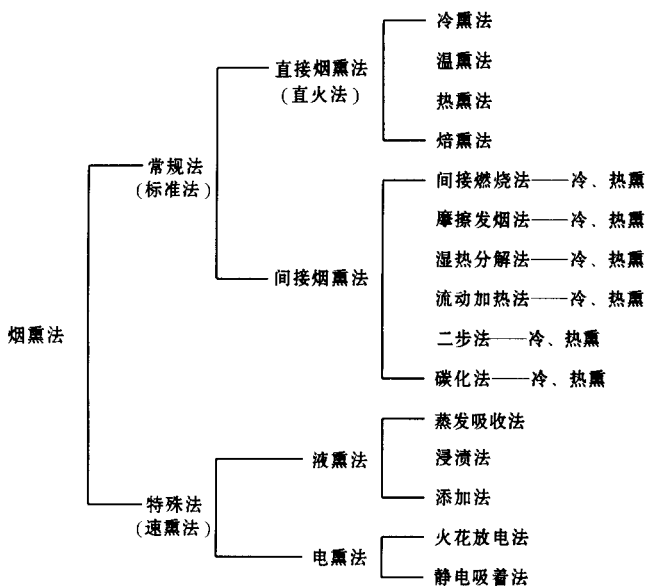 冷熏法
直接烟熏法
温熏法
(直火法)
热熏法
焙熏法
常规法
(标准法)
间接燃烧法——冷、热熏
摩擦发烟法——冷、热熏
湿热分解法——冷、热熏
间接烟熏法
流动加热法——冷、热熏
烟熏法
二步法——冷、热熏
碳化法——冷、热熏
蒸发吸收法
液熏法
浸渍法
特殊法
(速熏法)
添加法
火花放电法
电熏法
静电吸着法